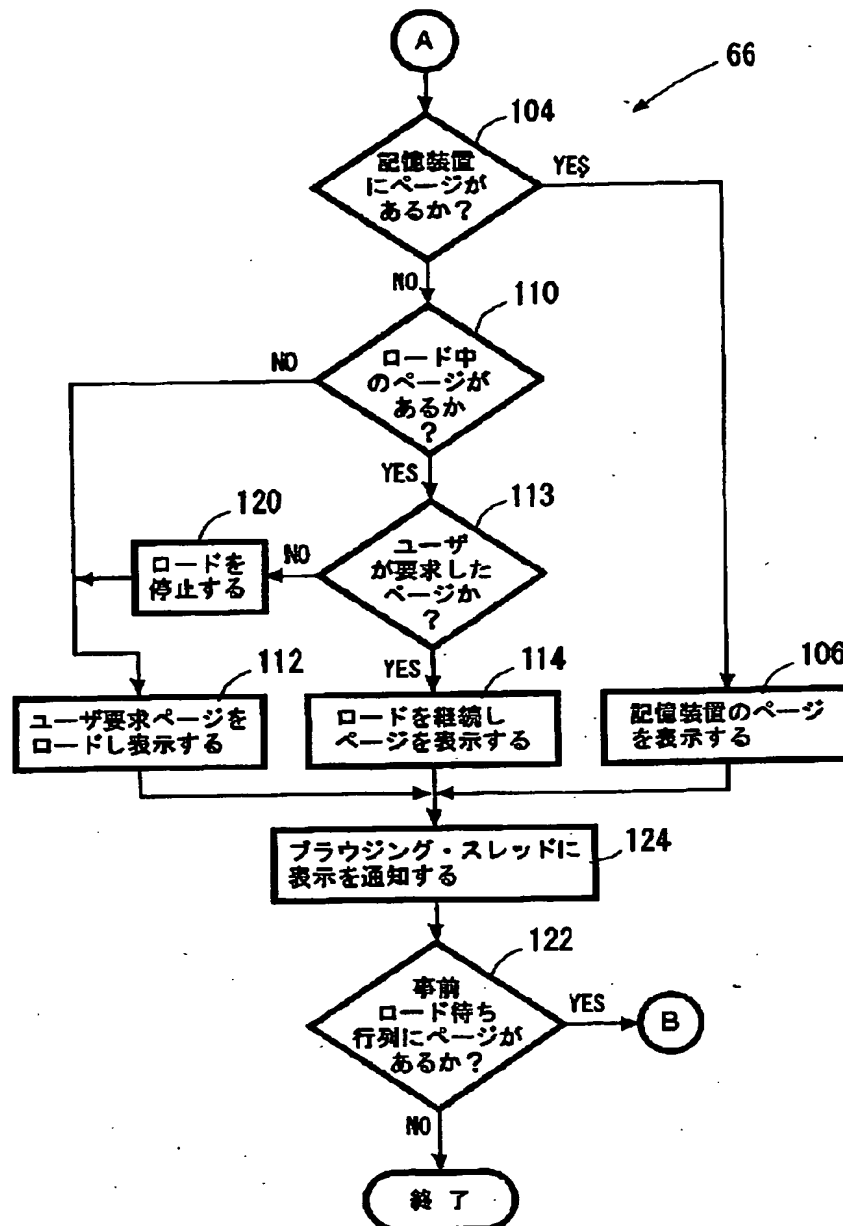 A
66
104
記憶装置
にページが
あるか?
YES
NO
110
ロード中
のページが
あるか
?
NO
YES
113
ユーザ
が要求した
ページか
?
NO
120
ロードを
停止する
YES
112
ユーザ要求ページを
ロードし表示する
114
ロードを継続し
ページを表示する
106
記憶装置のページ
を表示する
124
ブラウジング・スレッドに
表示を通知する
122
事前
ロード待ち
行列にページが
あるか?
YES
B
NO
終了